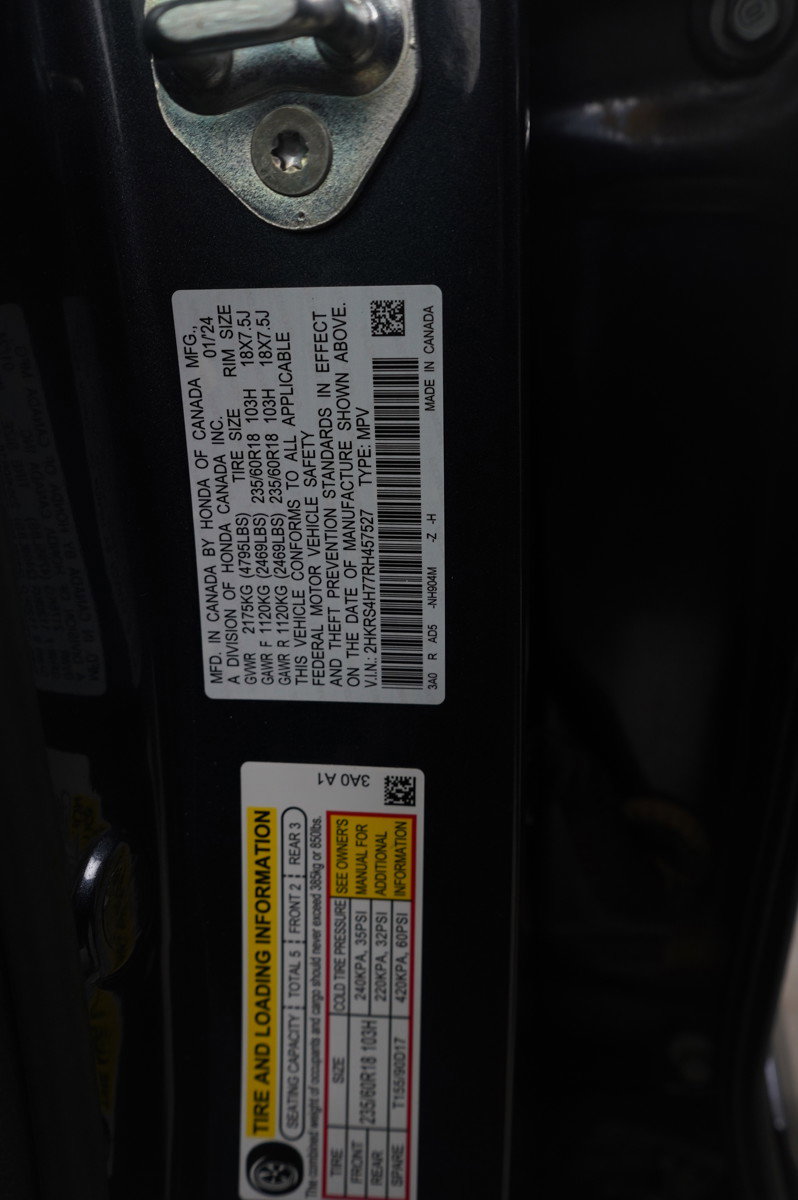 MFD. IN CANADA BY HONDA OF CANADA MFG.,
A DIVISION OF HONDA CANADA INC. 01/24
GVWR 2175KG (4795LBS) TIRE SIZE RIM SIZE
GAWR F 1120KG (2469LBS) 235/60R18 103H 18X7.5J
GAWR R 1120KG (2469LBS) 235/60R18 103H 18X7.5J
THIS VEHICLE CONFORMS TO ALL APPLICABLE
FEDERAL MOTOR VEHICLE SAFETY
AND THEFT PREVENTION STANDARDS IN EFFECT
ON THE DATE OF MANUFACTURE SHOWN ABOVE.
V.I.N.: 2HKRS4H77RH457527 TYPE: MPV
3A0 R AD5 -NH904M -Z -H MADE IN CANADA
TIRE AND LOADING INFORMATION
3A0 A1
SEATING CAPACITY TOTAL 5 FRONT 2 REAR 3
The combined weight of occupants and cargo should never exceed 385kg or 850lbs.
TIRE SIZE COLD TIRE PRESSURE SEE OWNER'S
FRONT 235/60R18 103H 240KPA, 35PSI MANUAL FOR
REAR 220KPA, 32PSI ADDITIONAL
SPARE T155/90D17 420KPA, 60PSI INFORMATION